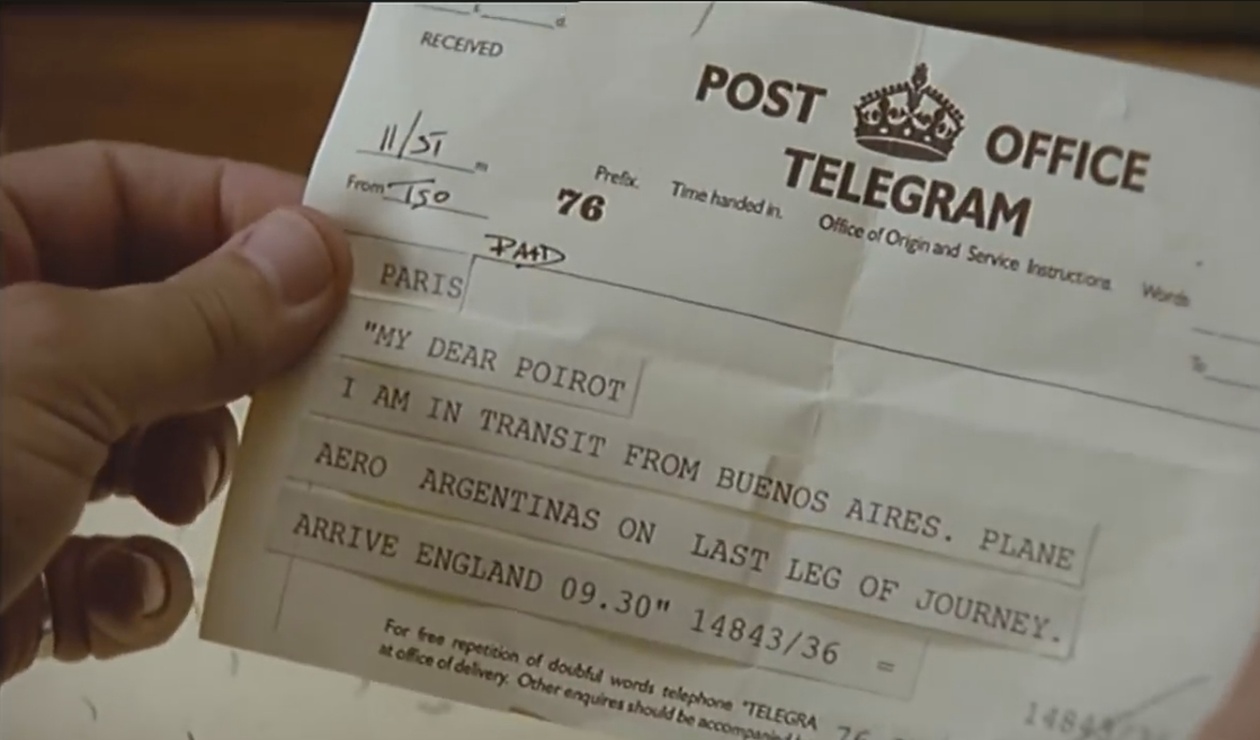 s. d.
RECEIVED
POST OFFICE
TELEGRAM
11/51 m
From TSO
Prefix. Time handed in. Office of Origin and Service Instructions. Words
76
To
PAID
PARIS
"MY DEAR POIROT
I AM IN TRANSIT FROM BUENOS AIRES. PLANE
AERO ARGENTINAS ON LAST LEG OF JOURNEY.
ARRIVE ENGLAND 09.30" 14843/36 =
For free repetition of doubtful words telephone "TELEGRA
at office of delivery. Other enquires should be accompanied
76